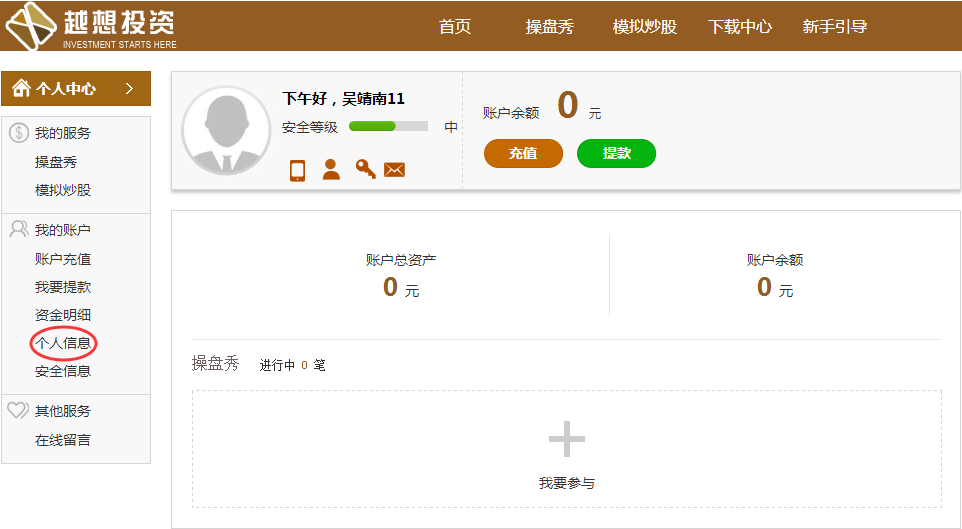 越想投资
INVESTMENT STARTS HERE
首页 操盘秀 模拟炒股 下载中心 新手引导
个人中心
我的服务
操盘秀
模拟炒股
我的账户
账户充值
我要提款
资金明细
个人信息
安全信息
其他服务
在线留言
下午好，吴靖南11
安全等级 中
账户余额 0 元
充值 提款
账户总资产
0 元
账户余额
0 元
操盘秀 进行中 0 笔
我要参与